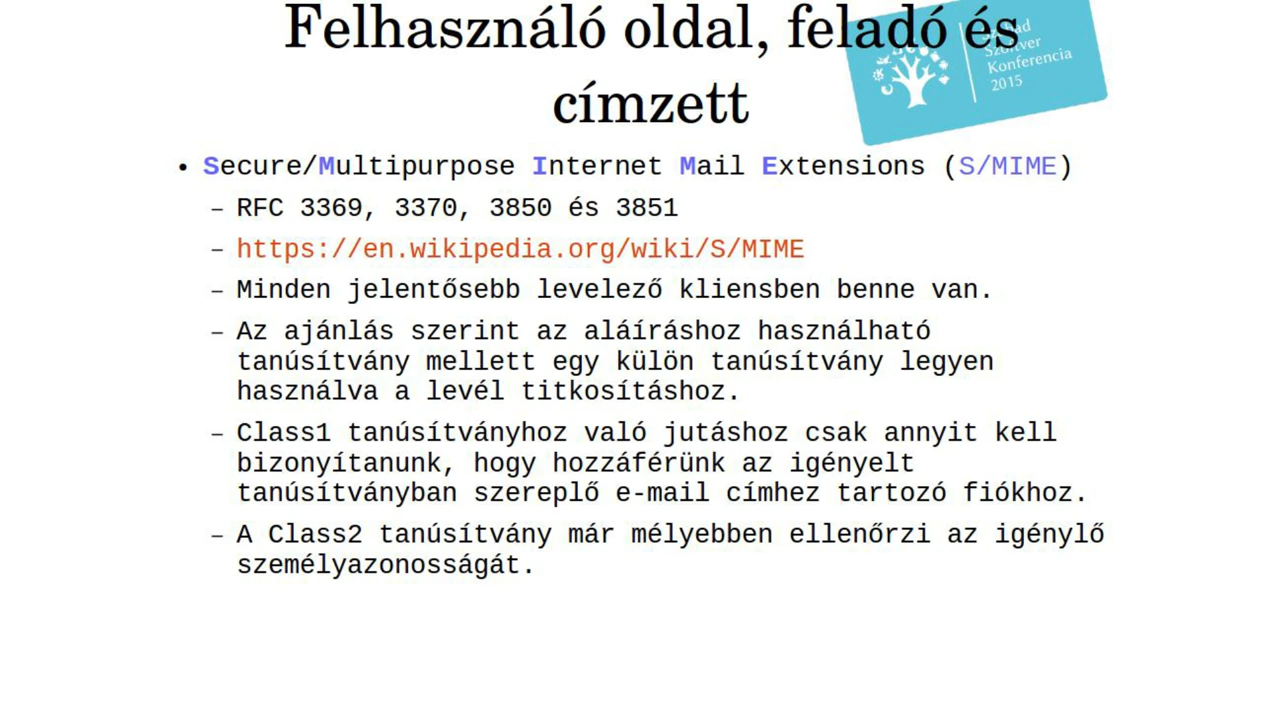 Felhasználó oldal, feladó és
címzett
Szabad
Szoftver
Konferencia
2015
• Secure/Multipurpose Internet Mail Extensions (S/MIME)
– RFC 3369, 3370, 3850 és 3851
– https://en.wikipedia.org/wiki/S/MIME
– Minden jelentősebb levelező kliensben benne van.
– Az ajánlás szerint az aláíráshoz használható
tanúsítvány mellett egy külön tanúsítvány legyen
használva a levél titkosításhoz.
– Class1 tanúsítványhoz való jutáshoz csak annyit kell
bizonyítanunk, hogy hozzáférünk az igényelt
tanúsítványban szereplő e-mail címhez tartozó fiókhoz.
– A Class2 tanúsítvány már mélyebben ellenőrzi az igénylő
személyazonosságát.